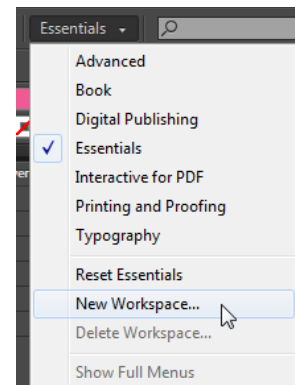 Essentials
Advanced
Book
Digital Publishing
Essentials
Interactive for PDF
Printing and Proofing
Typography
Reset Essentials
New Workspace...
Delete Workspace...
Show Full Menus